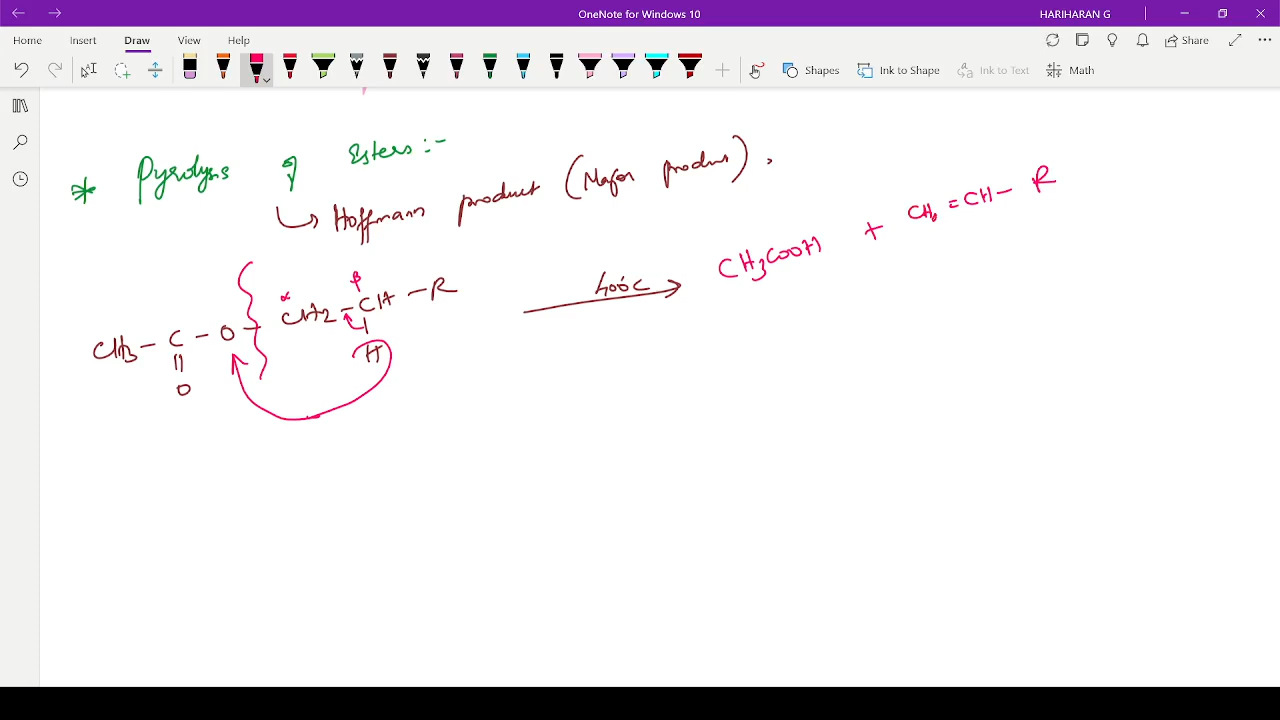 OneNote for Windows 10
HARIHARAN G
Home Insert Draw View Help
Share
Shapes Ink to Shape Ink to Text Math
* Pyrolysis of Esters :-
↳ Hoffmann product (Major product).
CH3 - C - O - CH2 - CH - R
α β
|| |
O H
400°C
CH3COOH + CH2 = CH - R